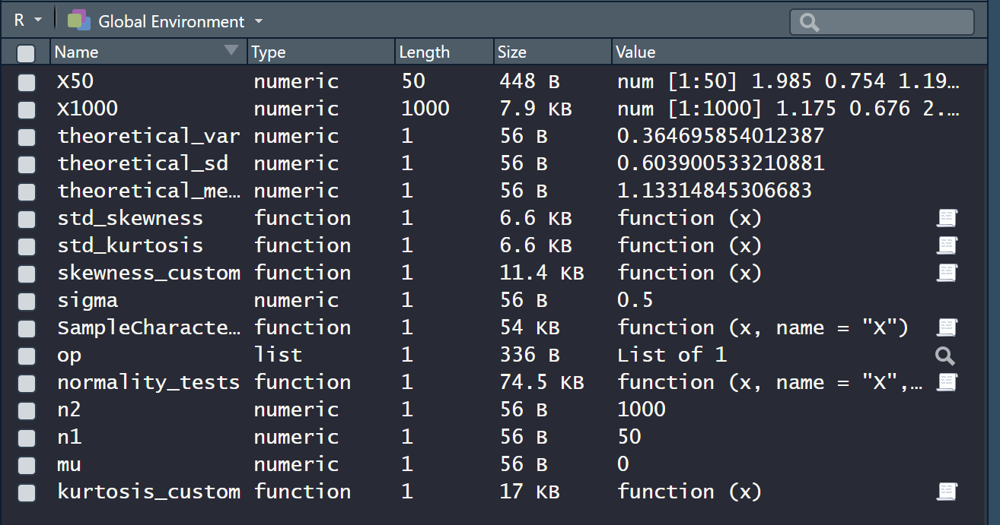 R Global Environment
Name Type Length Size Value
X50 numeric 50 448 B num [1:50] 1.985 0.754 1.19…
X1000 numeric 1000 7.9 KB num [1:1000] 1.175 0.676 2.…
theoretical_var numeric 1 56 B 0.364695854012387
theoretical_sd numeric 1 56 B 0.603900533210881
theoretical_me… numeric 1 56 B 1.13314845306683
std_skewness function 1 6.6 KB function (x)
std_kurtosis function 1 6.6 KB function (x)
skewness_custom function 1 11.4 KB function (x)
sigma numeric 1 56 B 0.5
SampleCharacte… function 1 54 KB function (x, name = "X")
op list 1 336 B List of 1
normality_tests function 1 74.5 KB function (x, name = "X",…
n2 numeric 1 56 B 1000
n1 numeric 1 56 B 50
mu numeric 1 56 B 0
kurtosis_custom function 1 17 KB function (x)